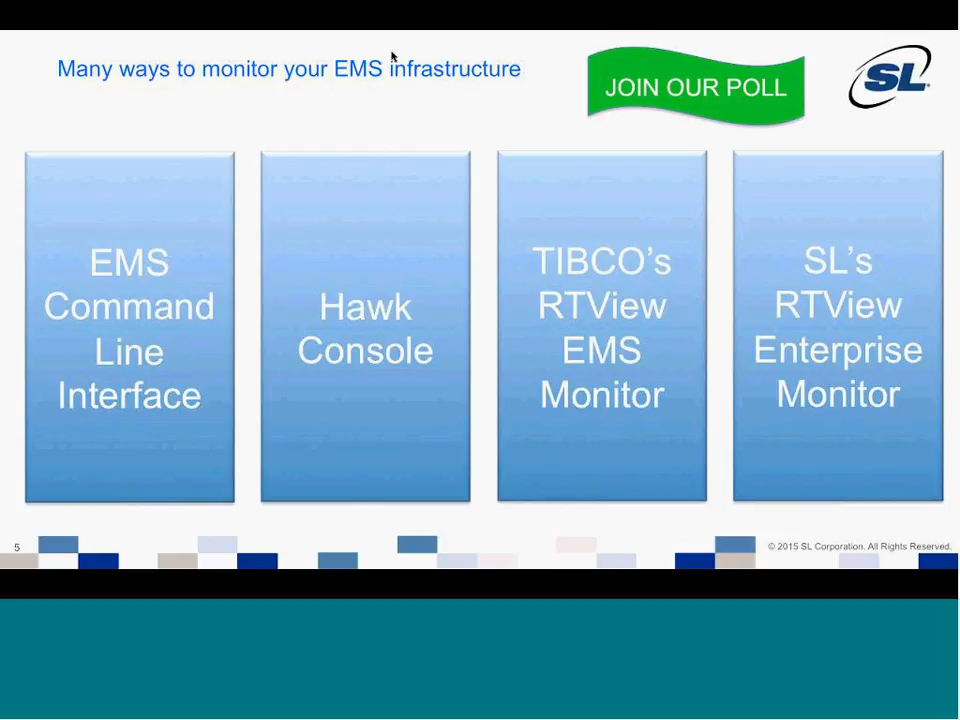 Many ways to monitor your EMS infrastructure
JOIN OUR POLL
SL
EMS
Command
Line
Interface
Hawk
Console
TIBCO’s
RTView
EMS
Monitor
SL’s
RTView
Enterprise
Monitor
5
© 2015 SL Corporation. All Rights Reserved.